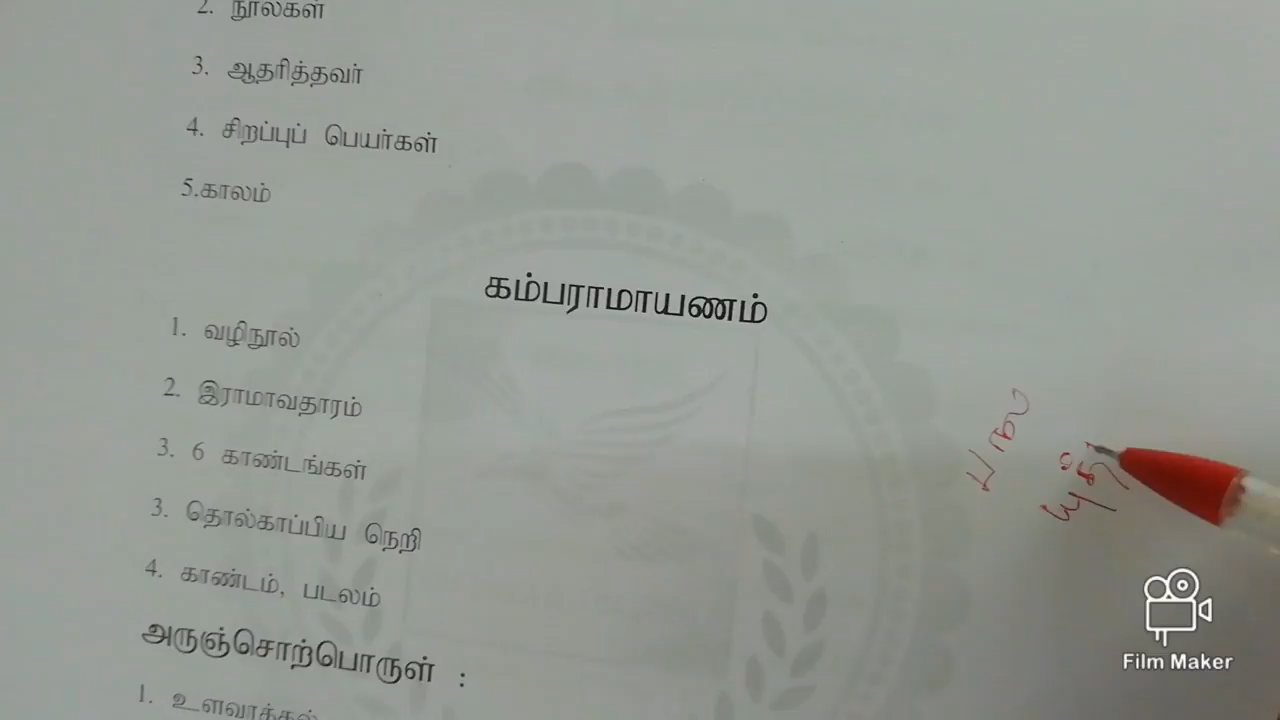 2. நூல்கள்
3. ஆதரித்தவர்
4. சிறப்புப் பெயர்கள்
5.காலம்
கம்பராமாயணம்
1. வழிநூல்
2. இராமாவதாரம்
3. 6 காண்டங்கள்
3. தொல்காப்பிய நெறி
4. காண்டம், படலம்
அருஞ்சொற்பொருள் :
1.
Film Maker